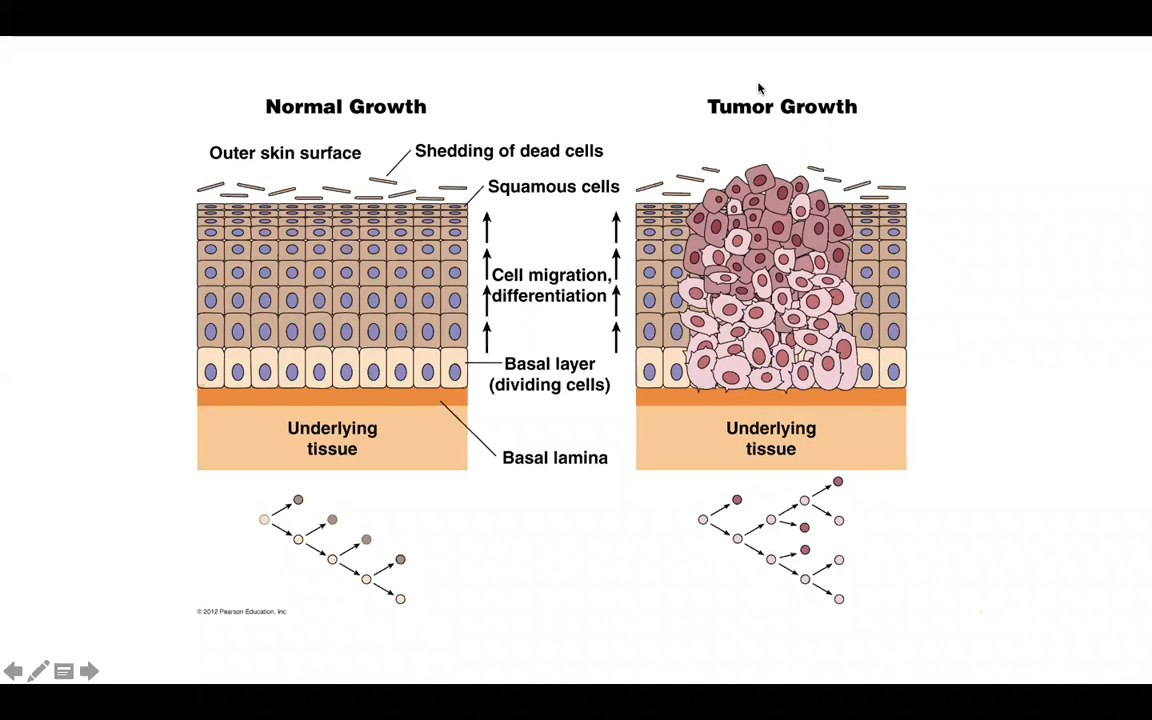 Normal Growth
Tumor Growth
Outer skin surface
Shedding of dead cells
Squamous cells
Cell migration,
differentiation
Basal layer
(dividing cells)
Underlying
tissue
Basal lamina
Underlying
tissue
© 2012 Pearson Education, Inc.